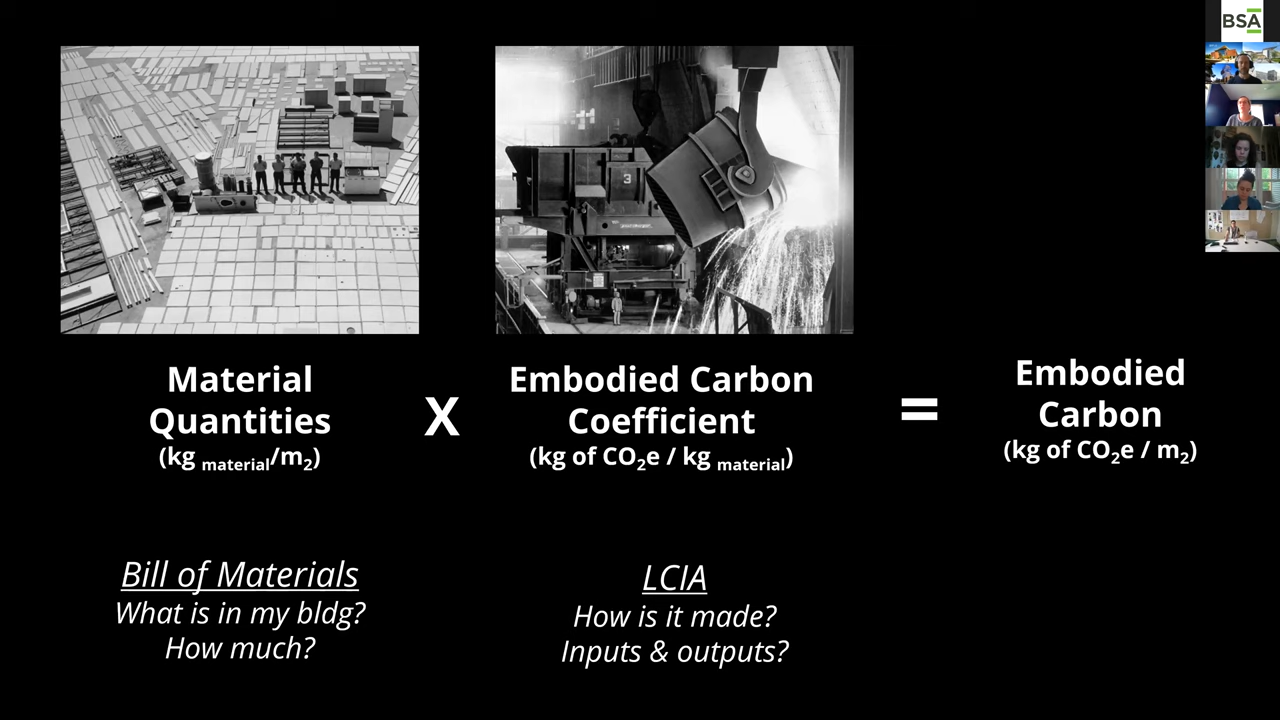 BSA
3
Material
Quantities
(kg material/m2)
X
Embodied Carbon
Coefficient
(kg of CO2e / kg material)
=
Embodied
Carbon
(kg of CO2e / m2)
Bill of Materials
What is in my bldg?
How much?
LCIA
How is it made?
Inputs & outputs?